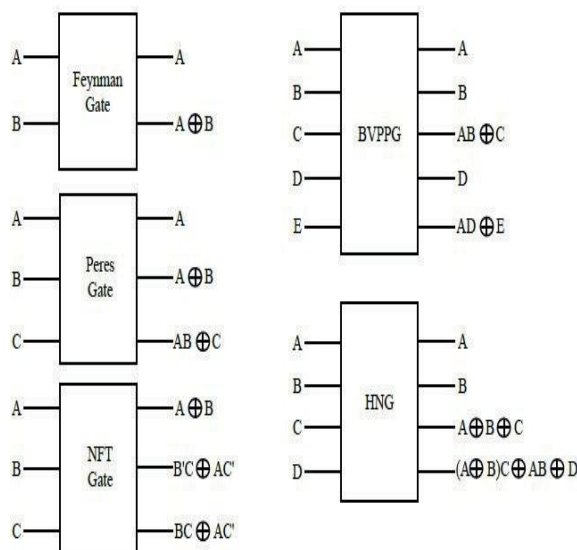 A A
Feynman
Gate
B A ⊕ B
A A
B Peres A ⊕ B
Gate
C AB ⊕ C
A A ⊕ B
NFT
B Gate B'C ⊕ AC'
C BC ⊕ AC'
A A
B B
C BVPPG AB ⊕ C
D D
E AD ⊕ E
A A
B B
HNG
C A ⊕ B ⊕ C
D (A ⊕ B)C ⊕ AB ⊕ D